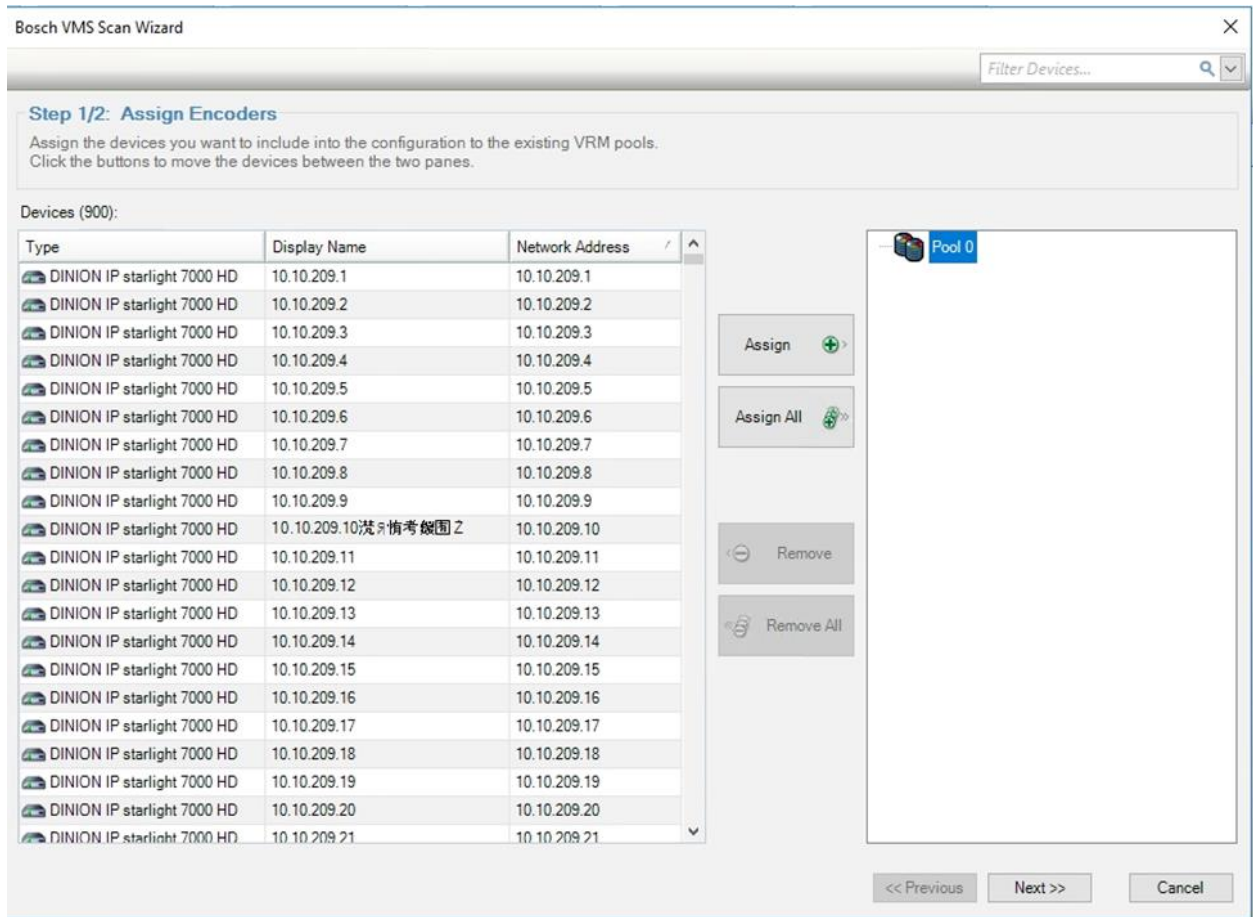 Bosch VMS Scan Wizard
Filter Devices...
Step 1/2: Assign Encoders
Assign the devices you want to include into the configuration to the existing VRM pools.
Click the buttons to move the devices between the two panes.
Devices (900):
Type Display Name Network Address
DINION IP starlight 7000 HD 10.10.209.1 10.10.209.1
DINION IP starlight 7000 HD 10.10.209.2 10.10.209.2
DINION IP starlight 7000 HD 10.10.209.3 10.10.209.3
DINION IP starlight 7000 HD 10.10.209.4 10.10.209.4
DINION IP starlight 7000 HD 10.10.209.5 10.10.209.5
DINION IP starlight 7000 HD 10.10.209.6 10.10.209.6
DINION IP starlight 7000 HD 10.10.209.7 10.10.209.7
DINION IP starlight 7000 HD 10.10.209.8 10.10.209.8
DINION IP starlight 7000 HD 10.10.209.9 10.10.209.9
DINION IP starlight 7000 HD 10.10.209.10 10.10.209.10
DINION IP starlight 7000 HD 10.10.209.11 10.10.209.11
DINION IP starlight 7000 HD 10.10.209.12 10.10.209.12
DINION IP starlight 7000 HD 10.10.209.13 10.10.209.13
DINION IP starlight 7000 HD 10.10.209.14 10.10.209.14
DINION IP starlight 7000 HD 10.10.209.15 10.10.209.15
DINION IP starlight 7000 HD 10.10.209.16 10.10.209.16
DINION IP starlight 7000 HD 10.10.209.17 10.10.209.17
DINION IP starlight 7000 HD 10.10.209.18 10.10.209.18
DINION IP starlight 7000 HD 10.10.209.19 10.10.209.19
DINION IP starlight 7000 HD 10.10.209.20 10.10.209.20
DINION IP starlight 7000 HD 10.10.209.21 10.10.209.21
Assign
Assign All
Remove
Remove All
Pool 0
<< Previous Next >> Cancel